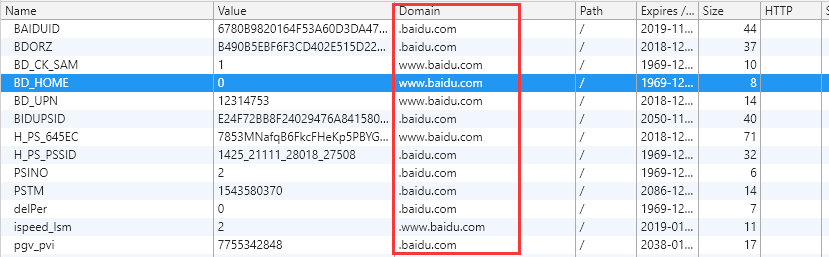 Name Value Domain Path Expires /... Size HTTP S
BAIDUID 6780B9820164F53A60D3DA47... .baidu.com / 2019-11... 44
BDORZ B490B5EBF6F3CD402E515D22... .baidu.com / 2018-12... 37
BD_CK_SAM 1 www.baidu.com / 1969-12... 10
BD_HOME 0 www.baidu.com / 1969-12... 8
BD_UPN 12314753 www.baidu.com / 2018-12... 14
BIDUPSID E24F72BB8F24029476A841580... .baidu.com / 2050-11... 40
H_PS_645EC 7853MNafqB6FkcFHeKp5PBYG... www.baidu.com / 2018-12... 71
H_PS_PSSID 1425_21111_28018_27508 .baidu.com / 1969-12... 32
PSINO 2 .baidu.com / 1969-12... 6
PSTM 1543580370 .baidu.com / 2086-12... 14
delPer 0 .baidu.com / 1969-12... 7
ispeed_lsm 2 .www.baidu.com / 2019-01... 11
pgv_pvi 7755342848 .baidu.com / 2038-01... 17